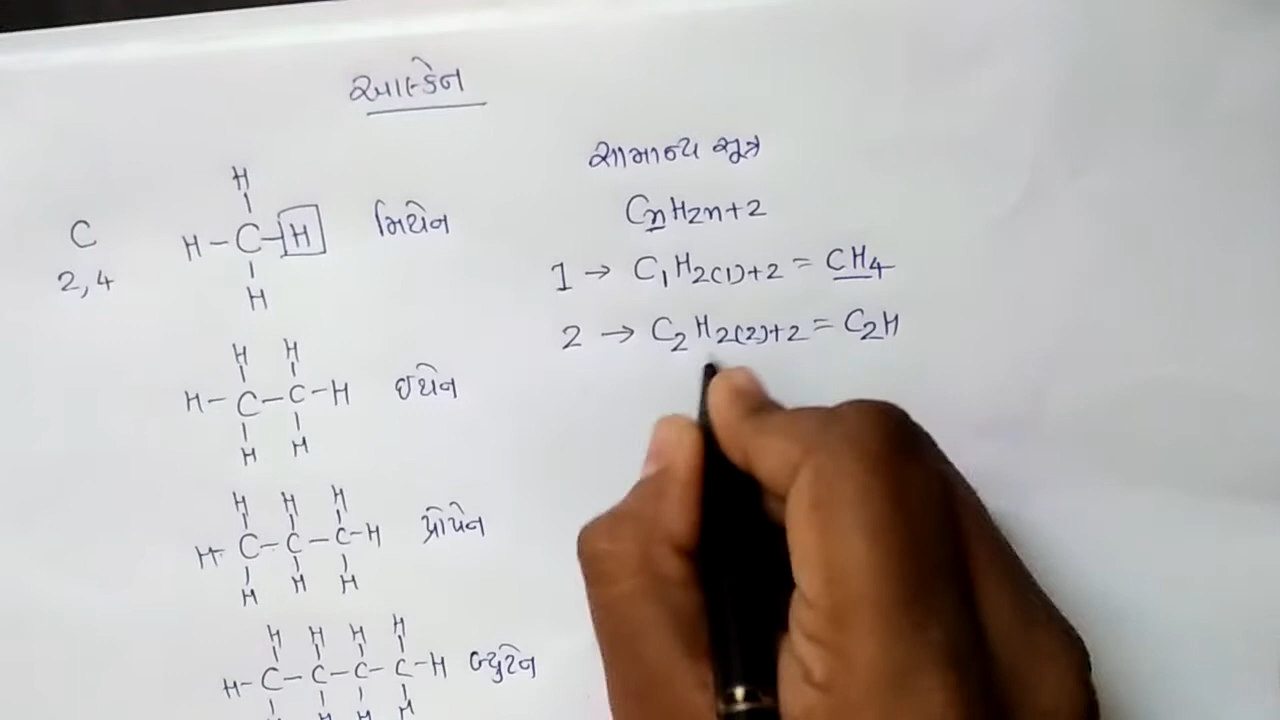 આલ્કેન
સામાન્ય સૂત્ર
CnH2n+2
1 → C1H2(1)+2 = CH4
2 → C2H2(2)+2 = C2H
C
2,4
H
H-C-H મિથેન
H
H H
H-C-C-H ઇથેન
H H
H H H
H-C-C-C-H પ્રોપેન
H H H
H H H H
H-C-C-C-C-H બ્યુટેન
H H H H